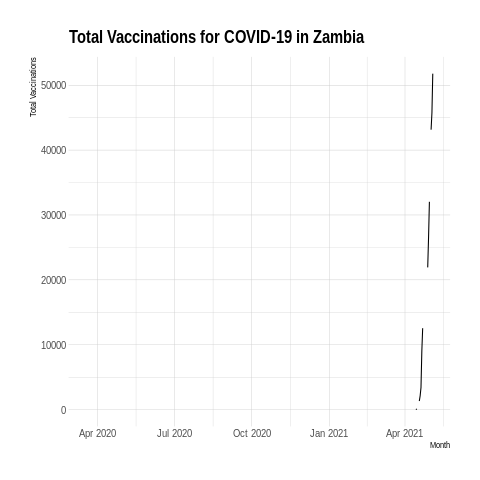 Total Vaccinations for COVID-19 in Zambia
Total Vaccinations
50000
40000
30000
20000
10000
0
Apr 2020 Jul 2020 Oct 2020 Jan 2021 Apr 2021
Month